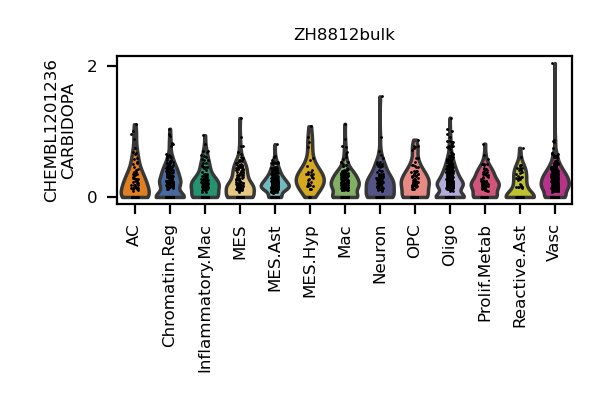 ZH8812bulk
CHEMBL1201236
CARBIDOPA
2
0
AC
Chromatin.Reg
Inflammatory.Mac
MES
MES.Ast
MES.Hyp
Mac
Neuron
OPC
Oligo
Prolif.Metab
Reactive.Ast
Vasc